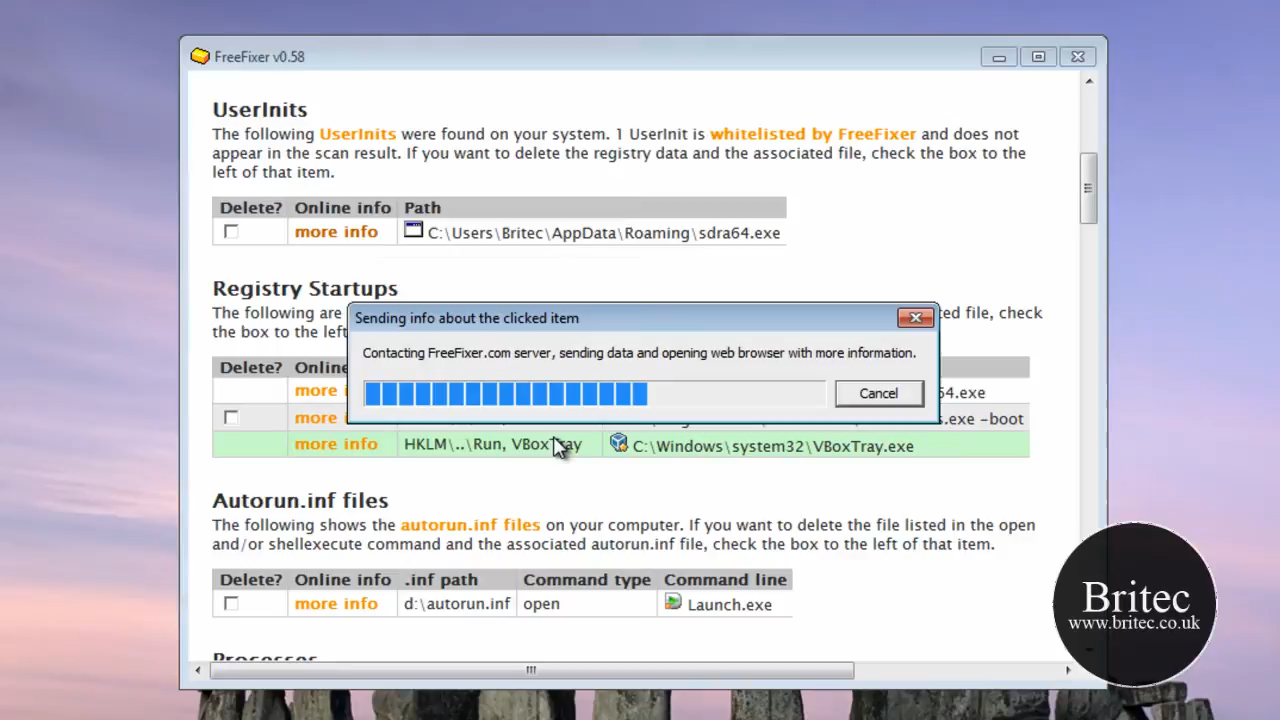 FreeFixer v0.58
UserInits
The following UserInits were found on your system. 1 UserInit is whitelisted by FreeFixer and does not
appear in the scan result. If you want to delete the registry data and the associated file, check the box to the
left of that item.
Delete? Online info Path
more info C:\Users\Britec\AppData\Roaming\sdra64.exe
Registry Startups
The following are ed file, check
the box to the left
Sending info about the clicked item
Contacting FreeFixer.com server, sending data and opening web browser with more information.
Cancel
Delete? Online
more i 64.exe
more s.exe -boot
more info HKLM\..\Run, VBoxTray C:\Windows\system32\VBoxTray.exe
Autorun.inf files
The following shows the autorun.inf files on your computer. If you want to delete the file listed in the open
and/or shellexecute command and the associated autorun.inf file, check the box to the left of that item.
Delete? Online info .inf path Command type Command line
more info d:\autorun.inf open Launch.exe
Processes
Britec
www.britec.co.uk